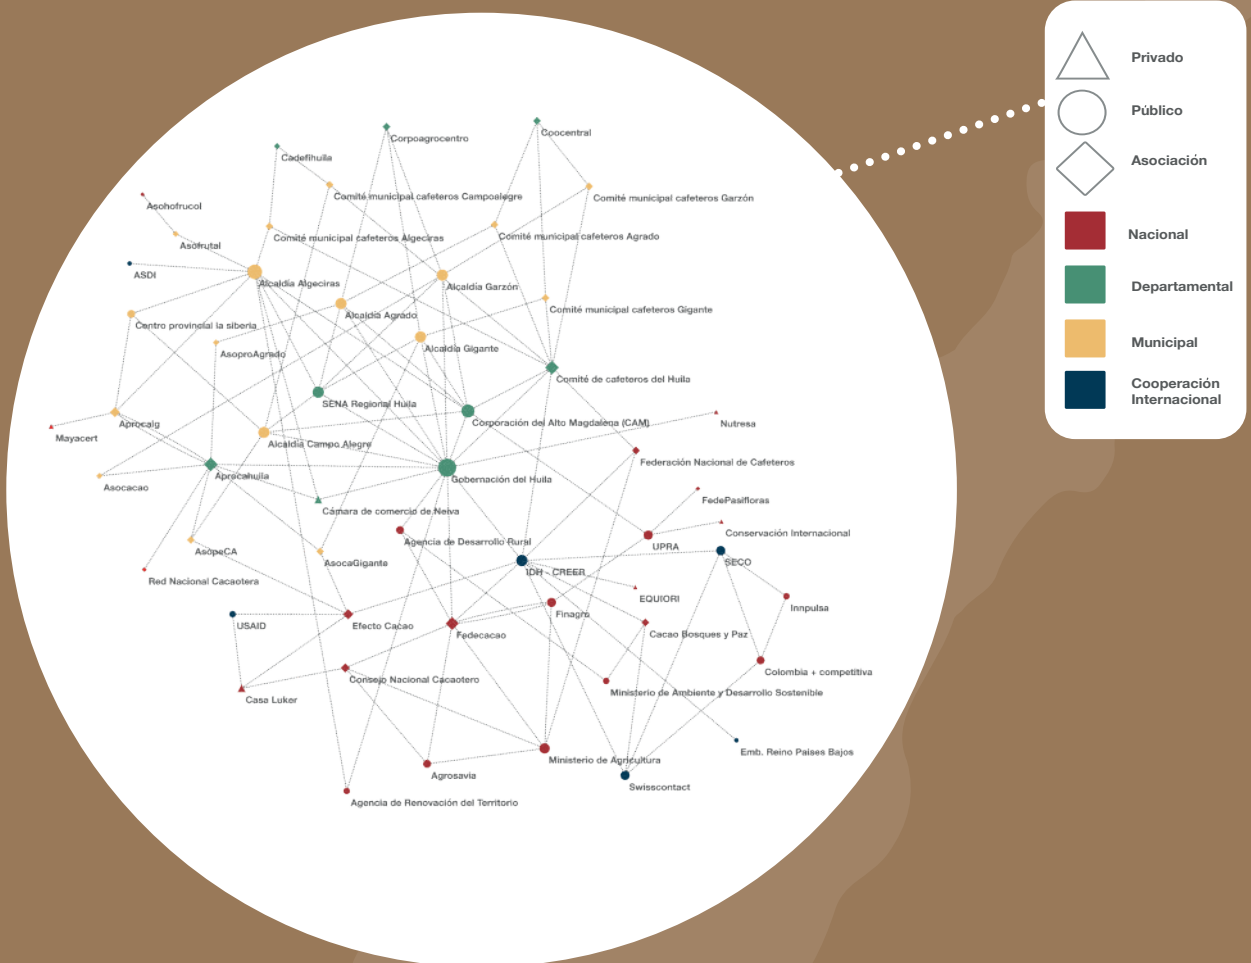 Privado
Público
Asociación
Nacional
Departamental
Municipal
Cooperación
Internacional
Corpoagrocentro
Coocentral
Cadefihuila
Comité municipal cafeteros Campoalegre
Comité municipal cafeteros Garzón
Asohofrucol
Asofrutal
Comité municipal cafeteros Algeciras
Comité municipal cafeteros Agrado
ASDI
Alcaldía Algeciras
Alcaldía Garzón
Alcaldía Agrado
Comité municipal cafeteros Gigante
Centro provincial la siberia
AsoproAgrado
Alcaldía Gigante
Comité de cafeteros del Huila
SENA Regional Huila
Aprocalg
Corporación del Alto Magdalena (CAM)
Nutresa
Mayacert
Alcaldía Campo Alegre
Federación Nacional de Cafeteros
Asocacao
Aprocahuila
Gobernación del Huila
FedePasifloras
Cámara de comercio de Neiva
Conservación Internacional
Agencia de Desarrollo Rural
UPRA
AsopeCA
AsocaGigante
IDH - CREER
SECO
Red Nacional Cacaotera
EQUIORI
Innpulsa
USAID
Efecto Cacao
Finagro
Fedecacao
Cacao Bosques y Paz
Colombia + competitiva
Consejo Nacional Cacaotero
Ministerio de Ambiente y Desarrollo Sostenible
Casa Luker
Emb. Reino Paises Bajos
Ministerio de Agricultura
Agrosavia
Swisscontact
Agencia de Renovación del Territorio